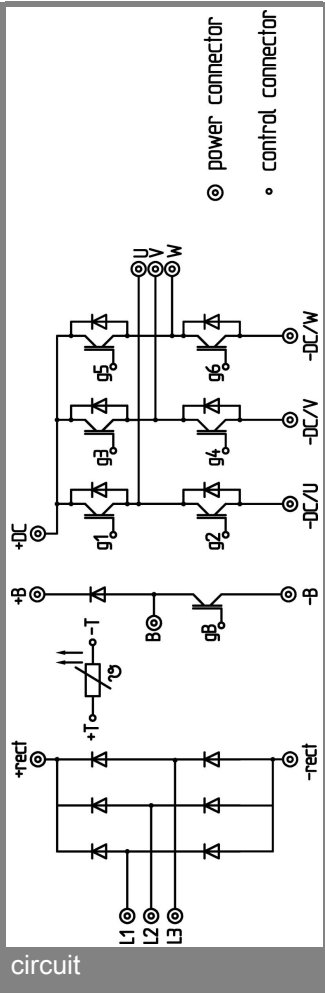 ⊚ power connector
∘ control connector
+rect
+T
-T
+B
+DC
L1
L2
L3
ϑ
B
gB
g1
g3
g5
g2
g4
g6
U
V
W
-rect
-B
-DC/U
-DC/V
-DC/W
circuit